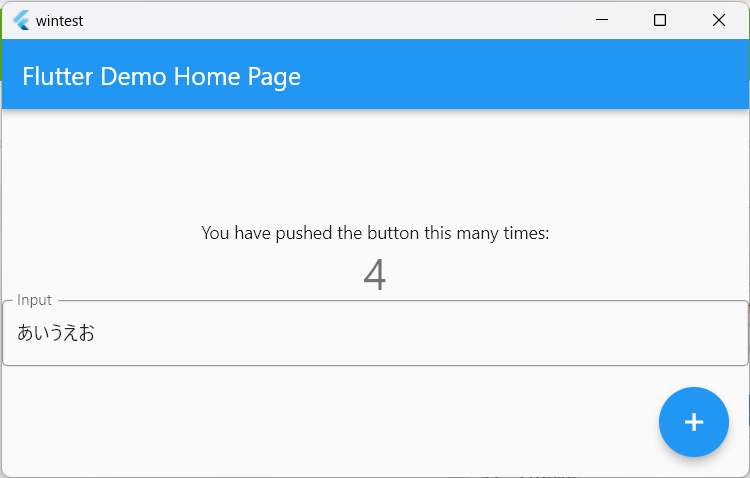 wintest
Flutter Demo Home Page
You have pushed the button this many times:
4
Input
あいうえお